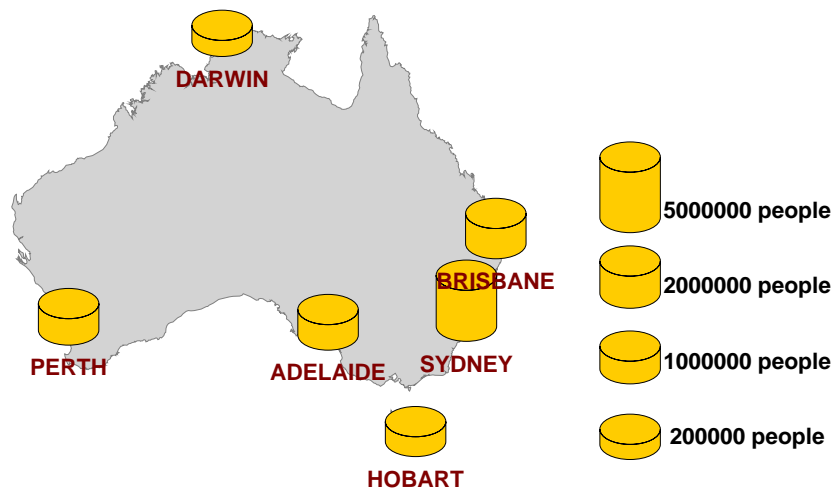 DARWIN
5000000 people
BRISBANE
2000000 people
PERTH
ADELAIDE
SYDNEY
1000000 people
200000 people
HOBART